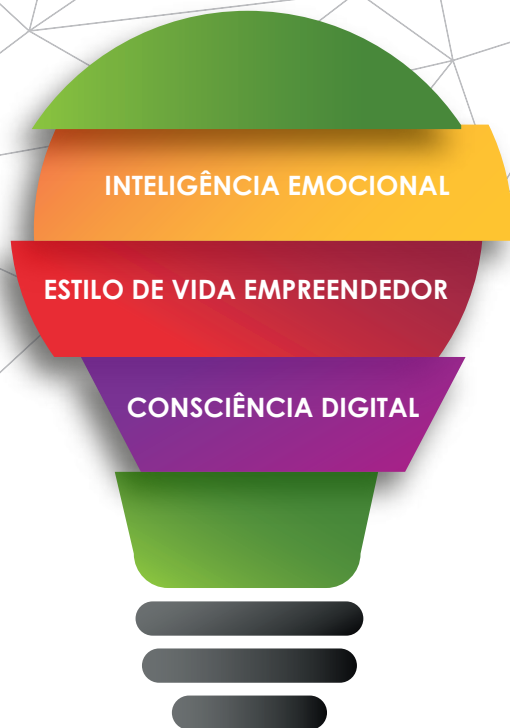 INTELIGÊNCIA EMOCIONAL
ESTILO DE VIDA EMPREENDEDOR
CONSCIÊNCIA DIGITAL